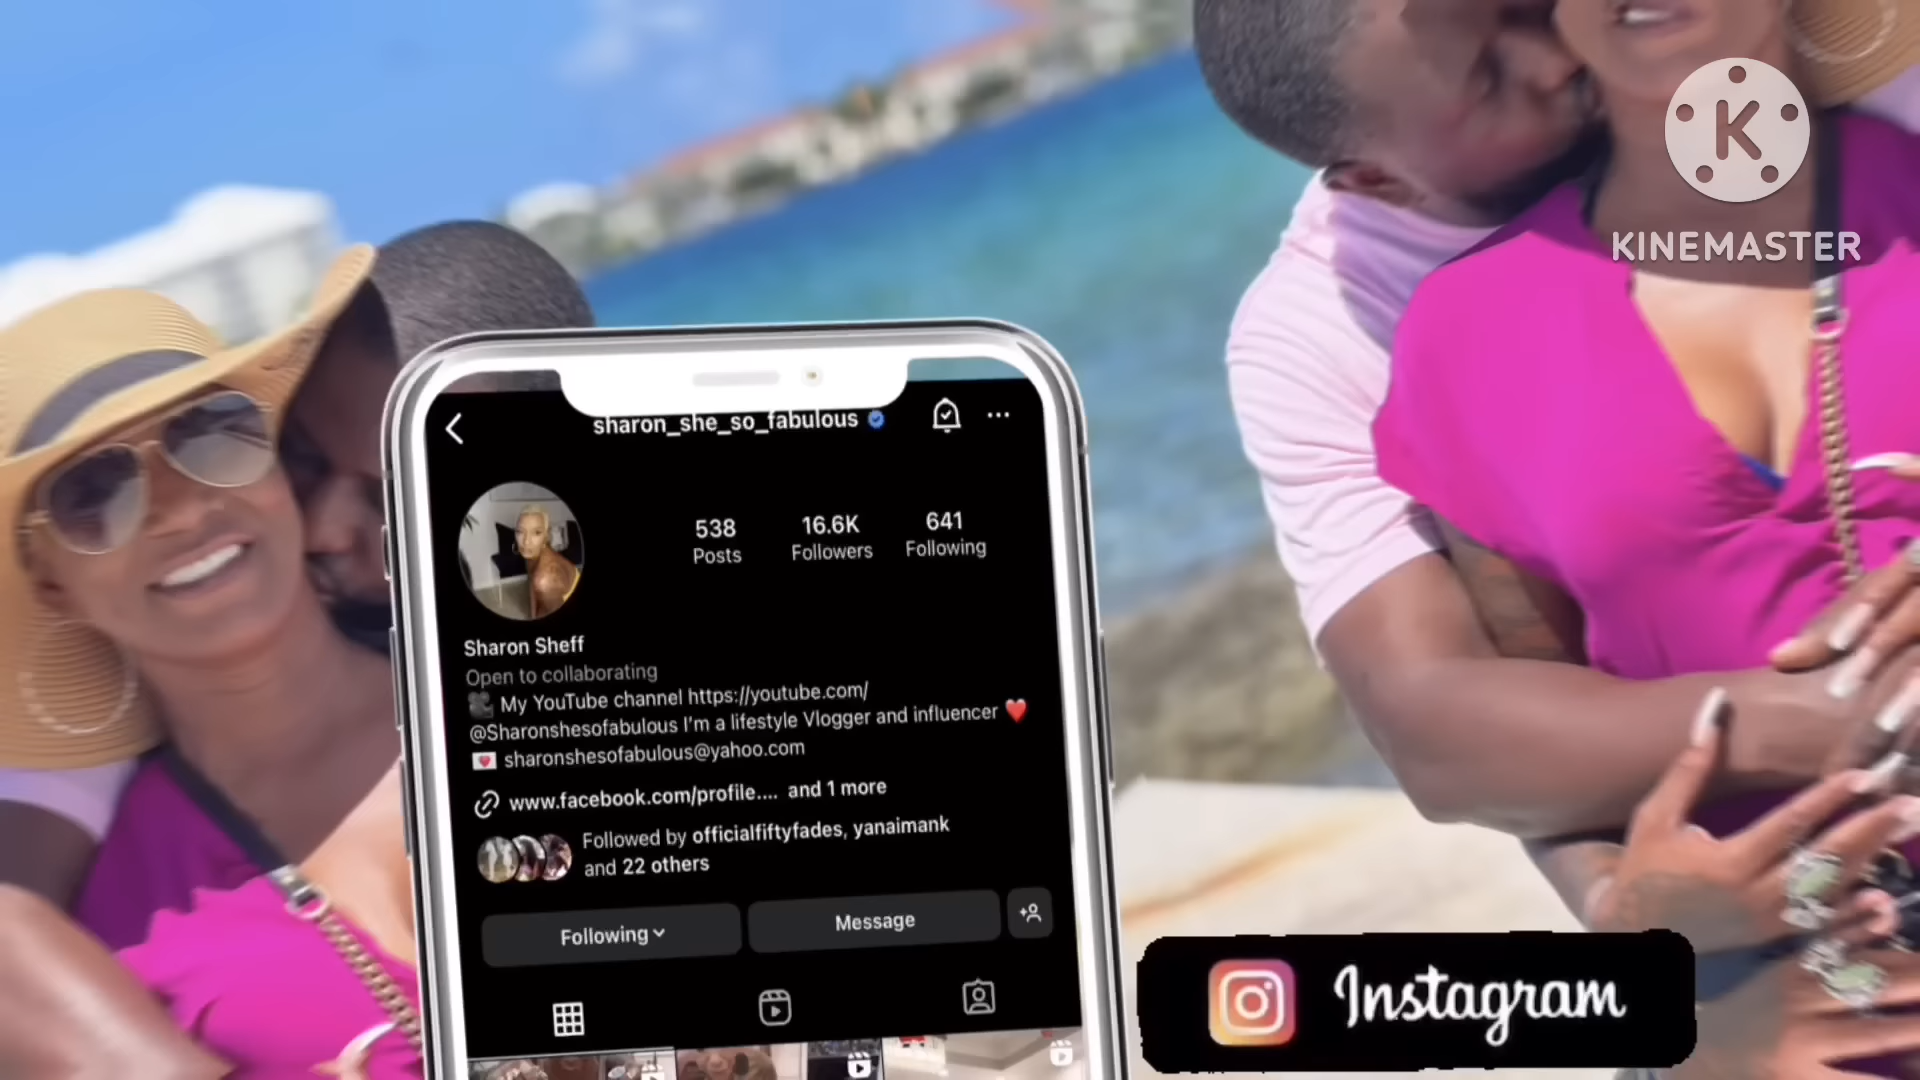 KINEMASTER
sharon_she_so_fabulous
538 Posts
16.6K Followers
641 Following
Sharon Sheff
Open to collaborating
🎥 My YouTube channel https://youtube.com/
@Sharonshesofabulous I'm a lifestyle Vlogger and influencer ❤️
💌 sharonshesofabulous@yahoo.com
www.facebook.com/profile.... and 1 more
Followed by officialfiftyfades, yanaimank
and 22 others
Following
Message
Instagram